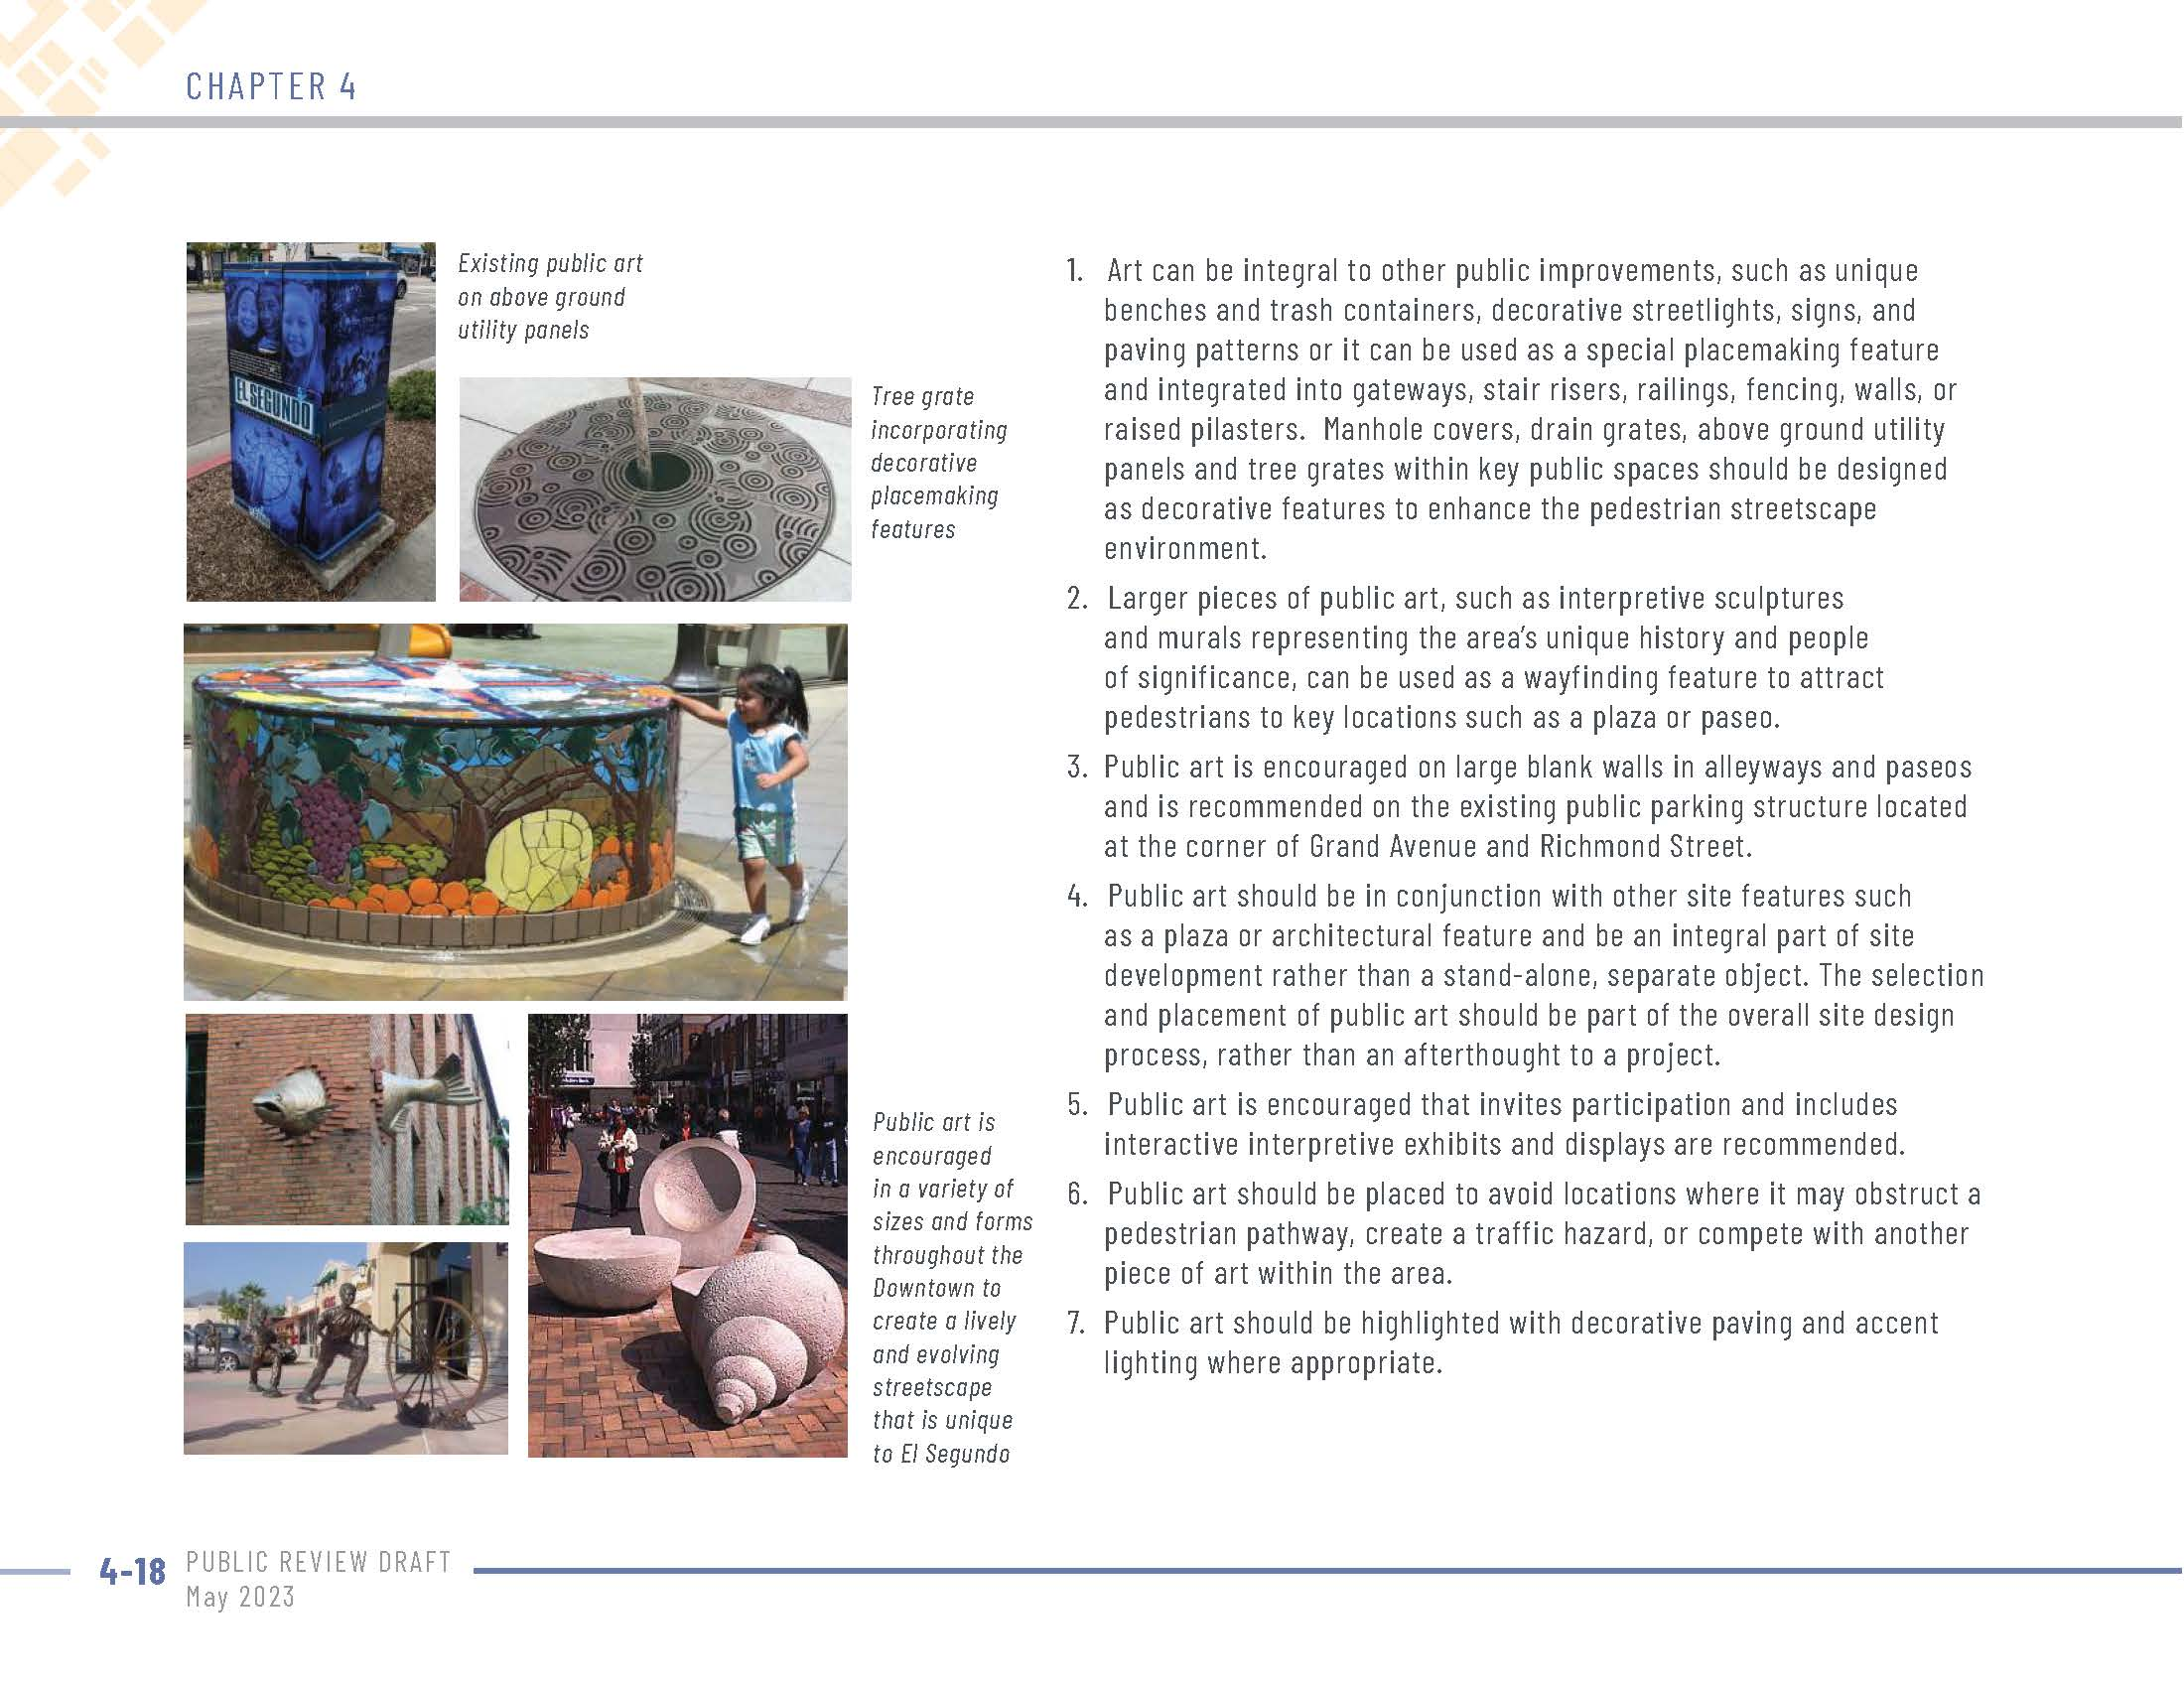 CHAPTER 4
EL SEGUNDO
Existing public art
on above ground
utility panels
Tree grate
incorporating
decorative
placemaking
features
Public art is
encouraged
in a variety of
sizes and forms
throughout the
Downtown to
create a lively
and evolving
streetscape
that is unique
to El Segundo
1. Art can be integral to other public improvements, such as unique
benches and trash containers, decorative streetlights, signs, and
paving patterns or it can be used as a special placemaking feature
and integrated into gateways, stair risers, railings, fencing, walls, or
raised pilasters. Manhole covers, drain grates, above ground utility
panels and tree grates within key public spaces should be designed
as decorative features to enhance the pedestrian streetscape
environment.
2. Larger pieces of public art, such as interpretive sculptures
and murals representing the area’s unique history and people
of significance, can be used as a wayfinding feature to attract
pedestrians to key locations such as a plaza or paseo.
3. Public art is encouraged on large blank walls in alleyways and paseos
and is recommended on the existing public parking structure located
at the corner of Grand Avenue and Richmond Street.
4. Public art should be in conjunction with other site features such
as a plaza or architectural feature and be an integral part of site
development rather than a stand-alone, separate object. The selection
and placement of public art should be part of the overall site design
process, rather than an afterthought to a project.
5. Public art is encouraged that invites participation and includes
interactive interpretive exhibits and displays are recommended.
6. Public art should be placed to avoid locations where it may obstruct a
pedestrian pathway, create a traffic hazard, or compete with another
piece of art within the area.
7. Public art should be highlighted with decorative paving and accent
lighting where appropriate.
4-18 PUBLIC REVIEW DRAFT
May 2023